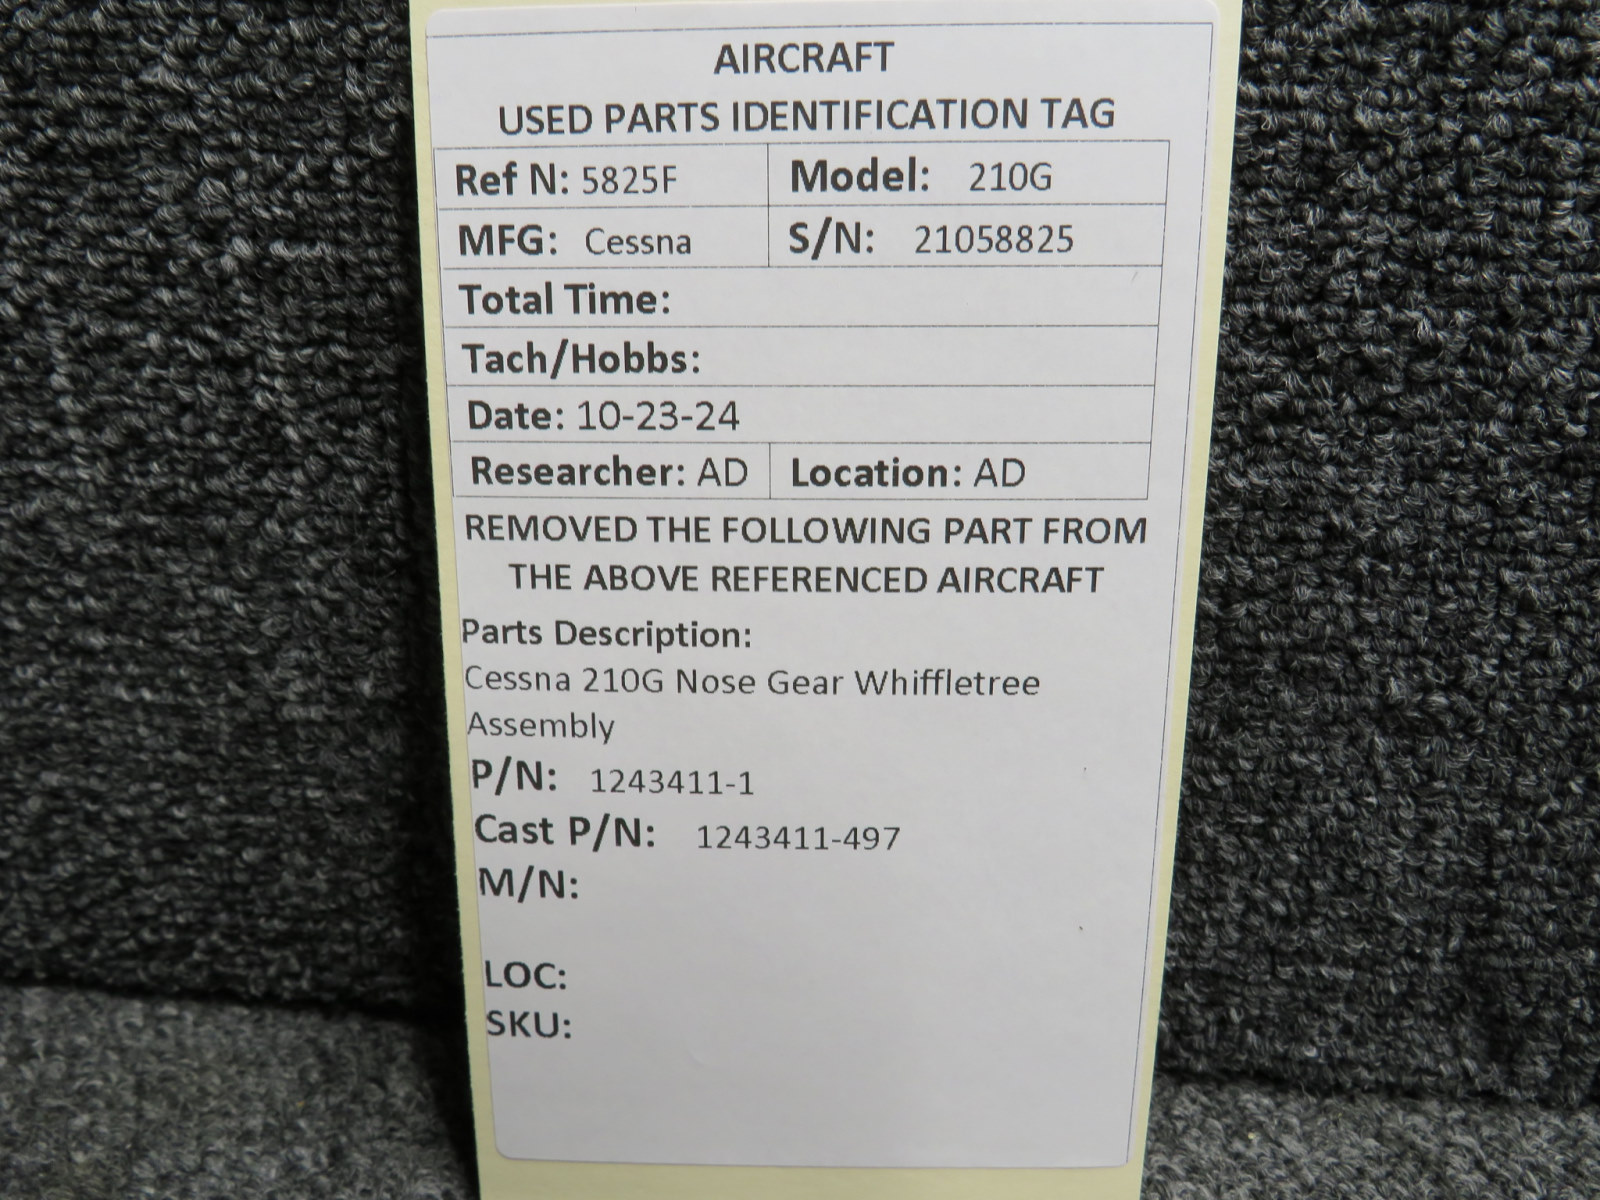 AIRCRAFT
USED PARTS IDENTIFICATION TAG
Ref N: 5825F Model: 210G
MFG: Cessna S/N: 21058825
Total Time:
Tach/Hobbs:
Date: 10-23-24
Researcher: AD Location: AD
REMOVED THE FOLLOWING PART FROM
THE ABOVE REFERENCED AIRCRAFT
Parts Description:
Cessna 210G Nose Gear Whiffletree
Assembly
P/N: 1243411-1
Cast P/N: 1243411-497
M/N:
LOC:
SKU: